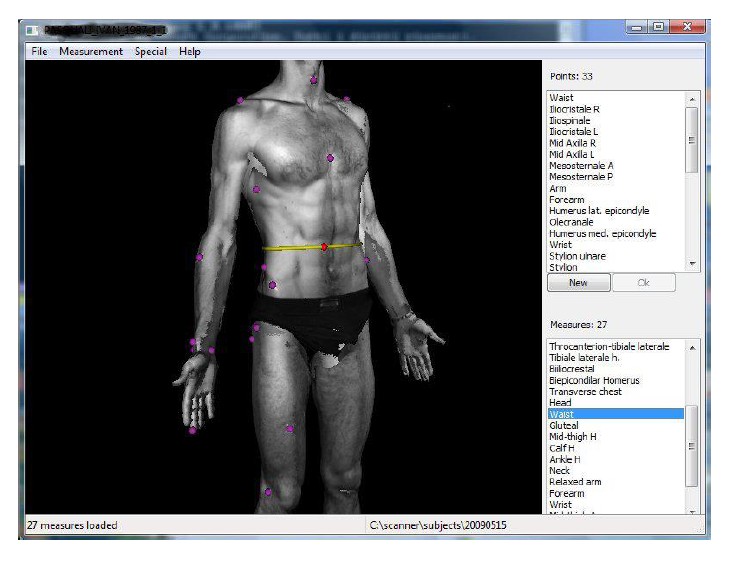 File Measurement Special Help
Points: 33
Waist
Iliocristale R
Iliospinale
Iliocristale L
Mid Axilla R
Mid Axilla L
Mesosternale A
Mesosternale P
Arm
Forearm
Humerus lat. epicondyle
Olecranale
Humerus med. epicondyle
Wrist
Stylion ulnare
Stylion
New Ok
Measures: 27
Throcanterion-tibiale laterale
Tibiale laterale h.
Biiliocrestal
Biepicondilar Homerus
Transverse chest
Head
Waist
Gluteal
Mid-thigh H
Calf H
Ankle H
Neck
Relaxed arm
Forearm
Wrist
27 measures loaded
C:\scanner\subjects\20090515